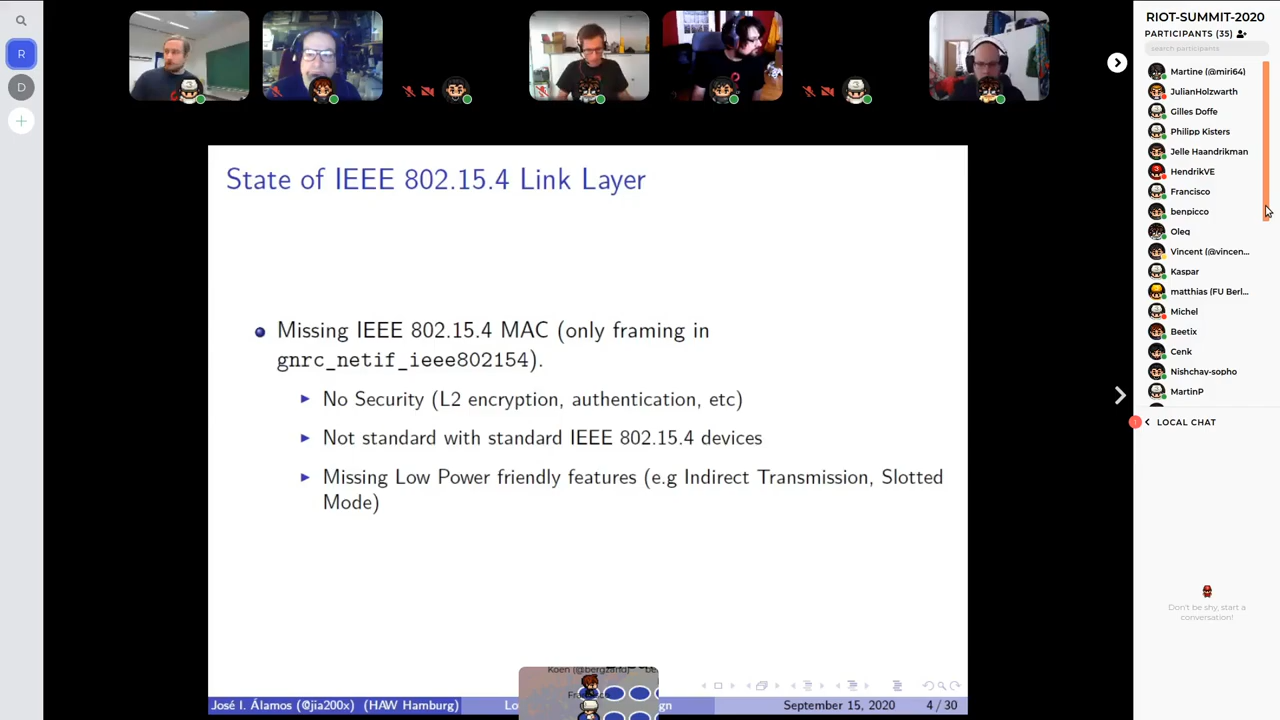 RIOT-SUMMIT-2020
PARTICIPANTS (35)
search participants
R
D
Martine (@miri64)
JulianHolzwarth
Gilles Doffe
Philipp Kisters
Jelle Haandrikman
HendrikVE
Francisco
benpicco
Oleg
Vincent (@vincen...
Kaspar
matthias (FU Berl...
Michel
Beetix
Cenk
Nishchay-sopho
MartinP
LOCAL CHAT
Don't be shy, start a
conversation!
State of IEEE 802.15.4 Link Layer
Missing IEEE 802.15.4 MAC (only framing in
gnrc_netif_ieee802154).
No Security (L2 encryption, authentication, etc)
Not standard with standard IEEE 802.15.4 devices
Missing Low Power friendly features (e.g Indirect Transmission, Slotted
Mode)
Koen (@bergzand)
José I. Álamos (@jia200x) (HAW Hamburg)
September 15, 2020
4 / 30